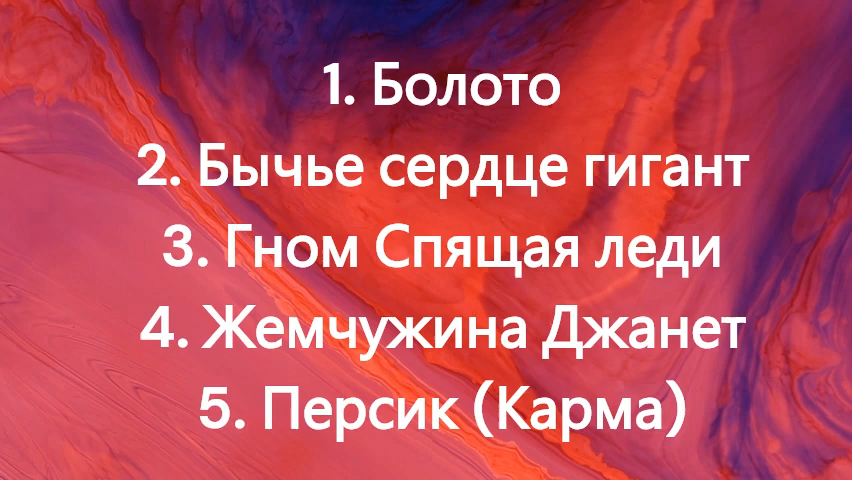 1. Болото
2. Бычье сердце гигант
3. Гном Спящая леди
4. Жемчужина Джанет
5. Персик (Карма)